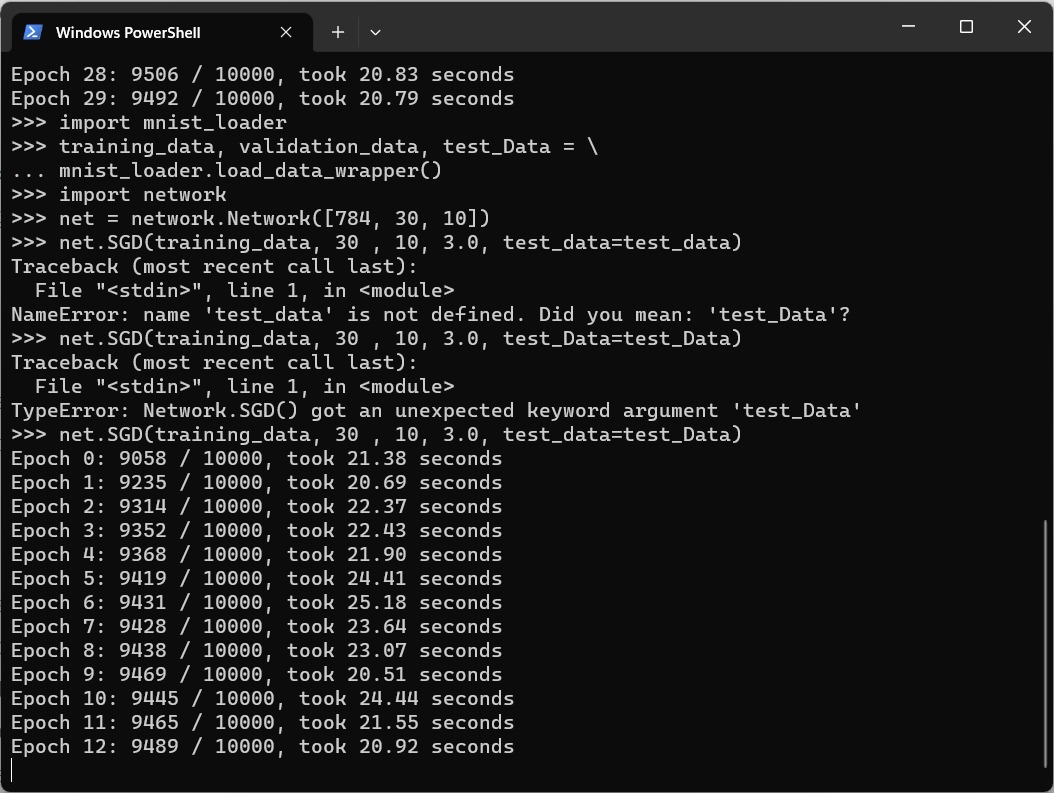 Windows PowerShell
Epoch 28: 9506 / 10000, took 20.83 seconds
Epoch 29: 9492 / 10000, took 20.79 seconds
>>> import mnist_loader
>>> training_data, validation_data, test_Data = \
... mnist_loader.load_data_wrapper()
>>> import network
>>> net = network.Network([784, 30, 10])
>>> net.SGD(training_data, 30 , 10, 3.0, test_data=test_data)
Traceback (most recent call last):
  File "<stdin>", line 1, in <module>
NameError: name 'test_data' is not defined. Did you mean: 'test_Data'?
>>> net.SGD(training_data, 30 , 10, 3.0, test_Data=test_Data)
Traceback (most recent call last):
  File "<stdin>", line 1, in <module>
TypeError: Network.SGD() got an unexpected keyword argument 'test_Data'
>>> net.SGD(training_data, 30 , 10, 3.0, test_data=test_Data)
Epoch 0: 9058 / 10000, took 21.38 seconds
Epoch 1: 9235 / 10000, took 20.69 seconds
Epoch 2: 9314 / 10000, took 22.37 seconds
Epoch 3: 9352 / 10000, took 22.43 seconds
Epoch 4: 9368 / 10000, took 21.90 seconds
Epoch 5: 9419 / 10000, took 24.41 seconds
Epoch 6: 9431 / 10000, took 25.18 seconds
Epoch 7: 9428 / 10000, took 23.64 seconds
Epoch 8: 9438 / 10000, took 23.07 seconds
Epoch 9: 9469 / 10000, took 20.51 seconds
Epoch 10: 9445 / 10000, took 24.44 seconds
Epoch 11: 9465 / 10000, took 21.55 seconds
Epoch 12: 9489 / 10000, took 20.92 seconds